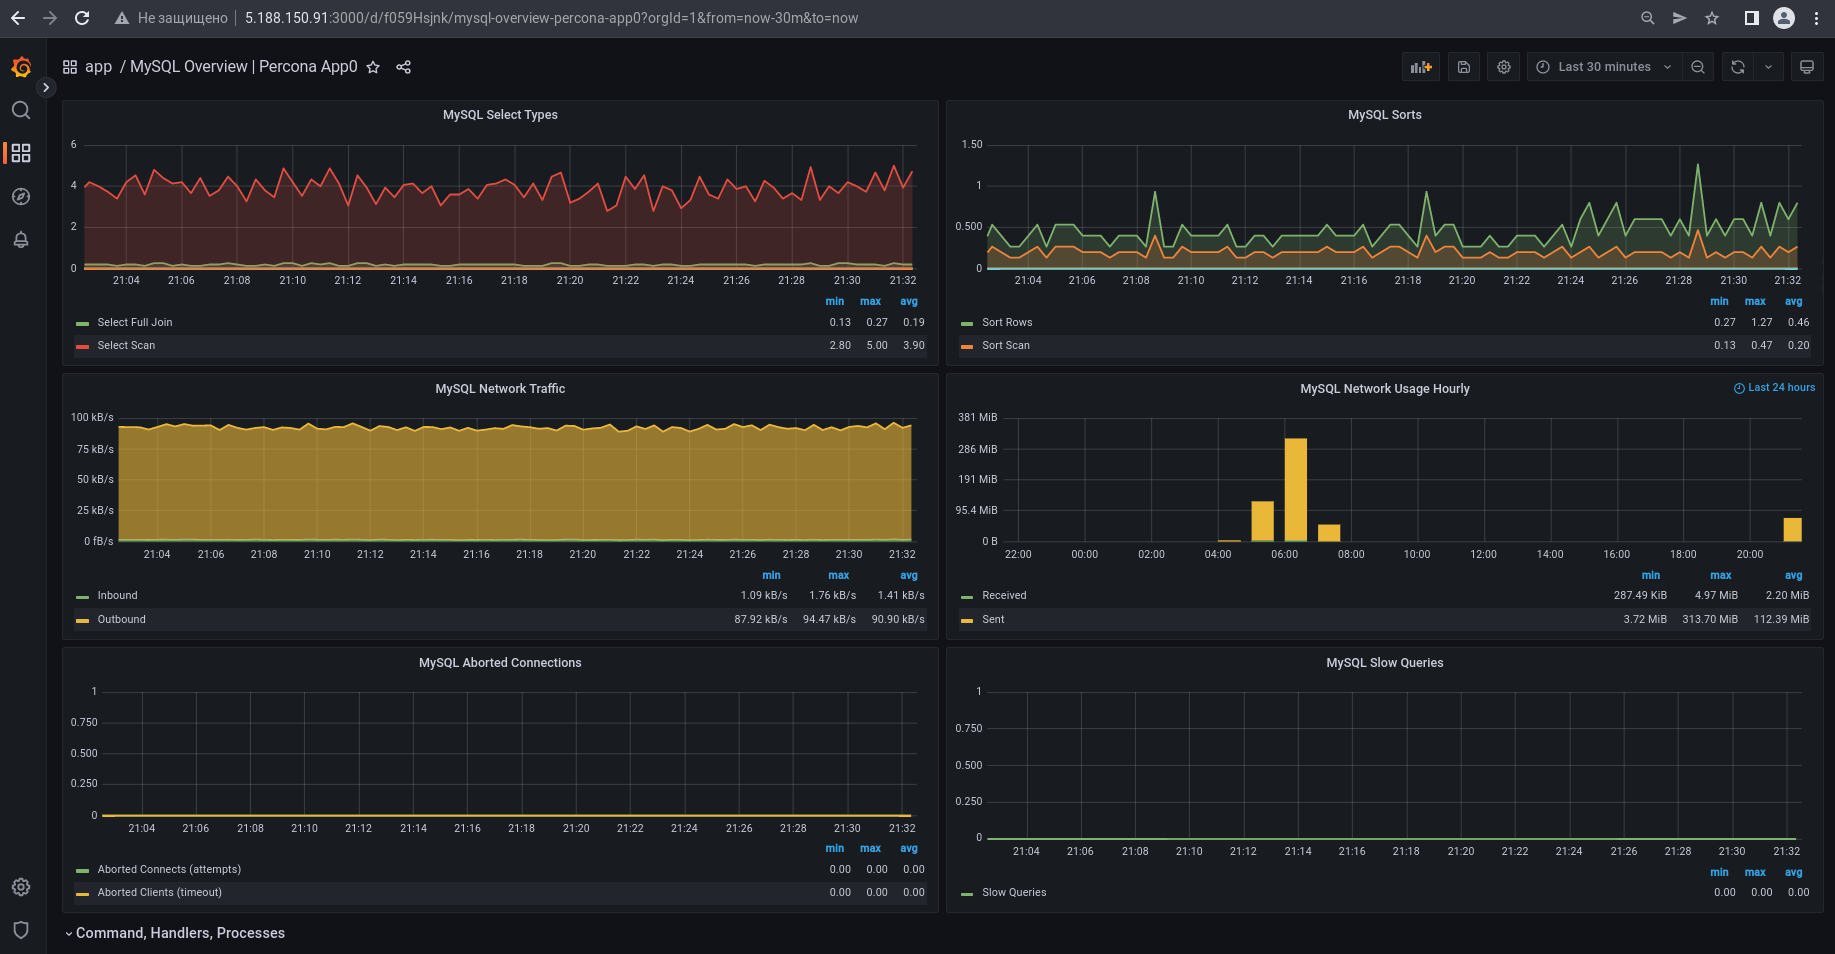 Не защищено 5.188.150.91:3000/d/f059Hsjnk/mysql-overview-percona-app0?orgId=1&from=now-30m&to=now
app / MySQL Overview | Percona App0
Last 30 minutes
MySQL Select Types
6
4
2
0
21:04 21:06 21:08 21:10 21:12 21:14 21:16 21:18 21:20 21:22 21:24 21:26 21:28 21:30 21:32
min max avg
Select Full Join 0.13 0.27 0.19
Select Scan 2.80 5.00 3.90
MySQL Sorts
1.50
1
0.500
0
21:04 21:06 21:08 21:10 21:12 21:14 21:16 21:18 21:20 21:22 21:24 21:26 21:28 21:30 21:32
min max avg
Sort Rows 0.27 1.27 0.46
Sort Scan 0.13 0.47 0.20
MySQL Network Traffic
100 kB/s
75 kB/s
50 kB/s
25 kB/s
0 fB/s
21:04 21:06 21:08 21:10 21:12 21:14 21:16 21:18 21:20 21:22 21:24 21:26 21:28 21:30 21:32
min max avg
Inbound 1.09 kB/s 1.76 kB/s 1.41 kB/s
Outbound 87.92 kB/s 94.47 kB/s 90.90 kB/s
MySQL Network Usage Hourly
Last 24 hours
381 MiB
286 MiB
191 MiB
95.4 MiB
0 B
22:00 00:00 02:00 04:00 06:00 08:00 10:00 12:00 14:00 16:00 18:00 20:00
min max avg
Received 287.49 KiB 4.97 MiB 2.20 MiB
Sent 3.72 MiB 313.70 MiB 112.39 MiB
MySQL Aborted Connections
1
0.750
0.500
0.250
0
21:04 21:06 21:08 21:10 21:12 21:14 21:16 21:18 21:20 21:22 21:24 21:26 21:28 21:30 21:32
min max avg
Aborted Connects (attempts) 0.00 0.00 0.00
Aborted Clients (timeout) 0.00 0.00 0.00
MySQL Slow Queries
1
0.750
0.500
0.250
0
21:04 21:06 21:08 21:10 21:12 21:14 21:16 21:18 21:20 21:22 21:24 21:26 21:28 21:30 21:32
min max avg
Slow Queries 0.00 0.00 0.00
Command, Handlers, Processes